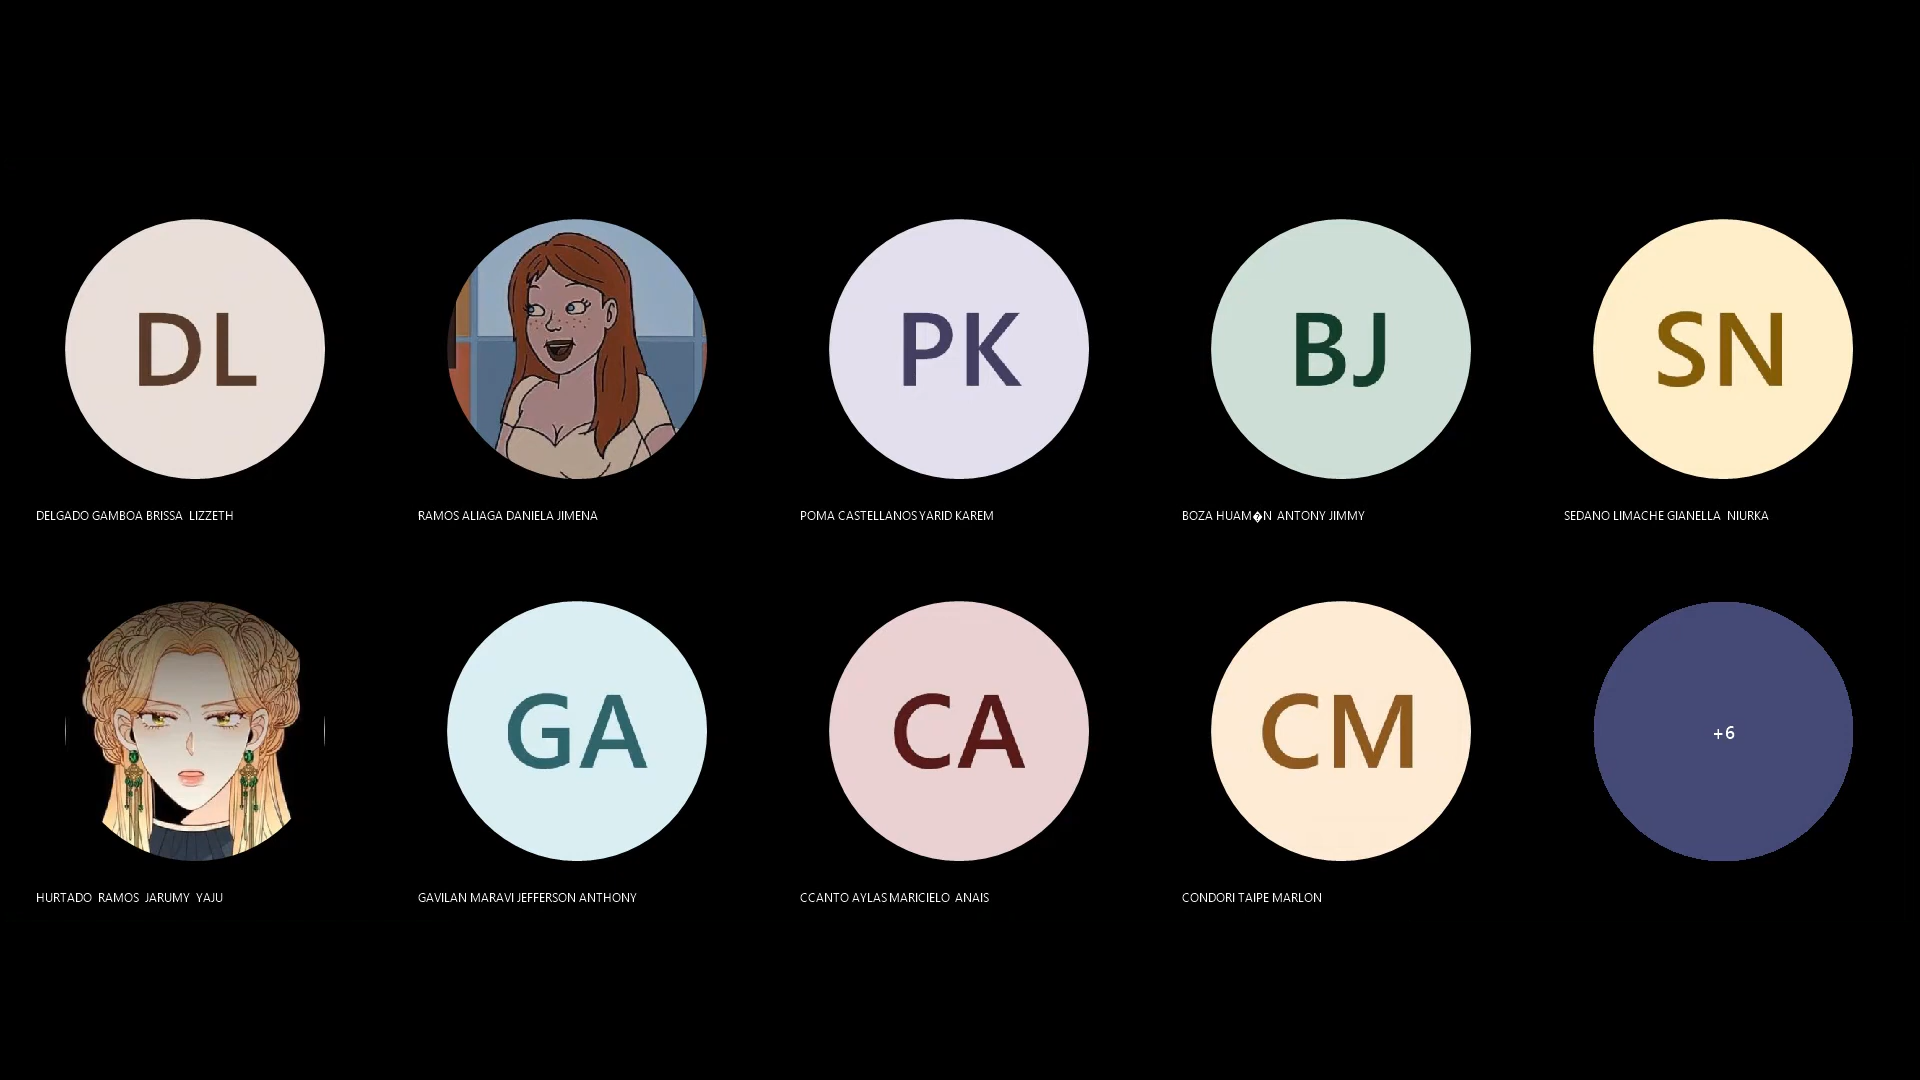 DL
PK
BJ
SN
DELGADO GAMBOA BRISSA  LIZZETH
RAMOS ALIAGA DANIELA JIMENA
POMA CASTELLANOS YARID KAREM
BOZA HUAM�N  ANTONY JIMMY
SEDANO LIMACHE GIANELLA  NIURKA
GA
CA
CM
+6
HURTADO  RAMOS  JARUMY  YAJU
GAVILAN MARAVI JEFFERSON ANTHONY
CCANTO AYLAS MARICIELO  ANAIS
CONDORI TAIPE MARLON